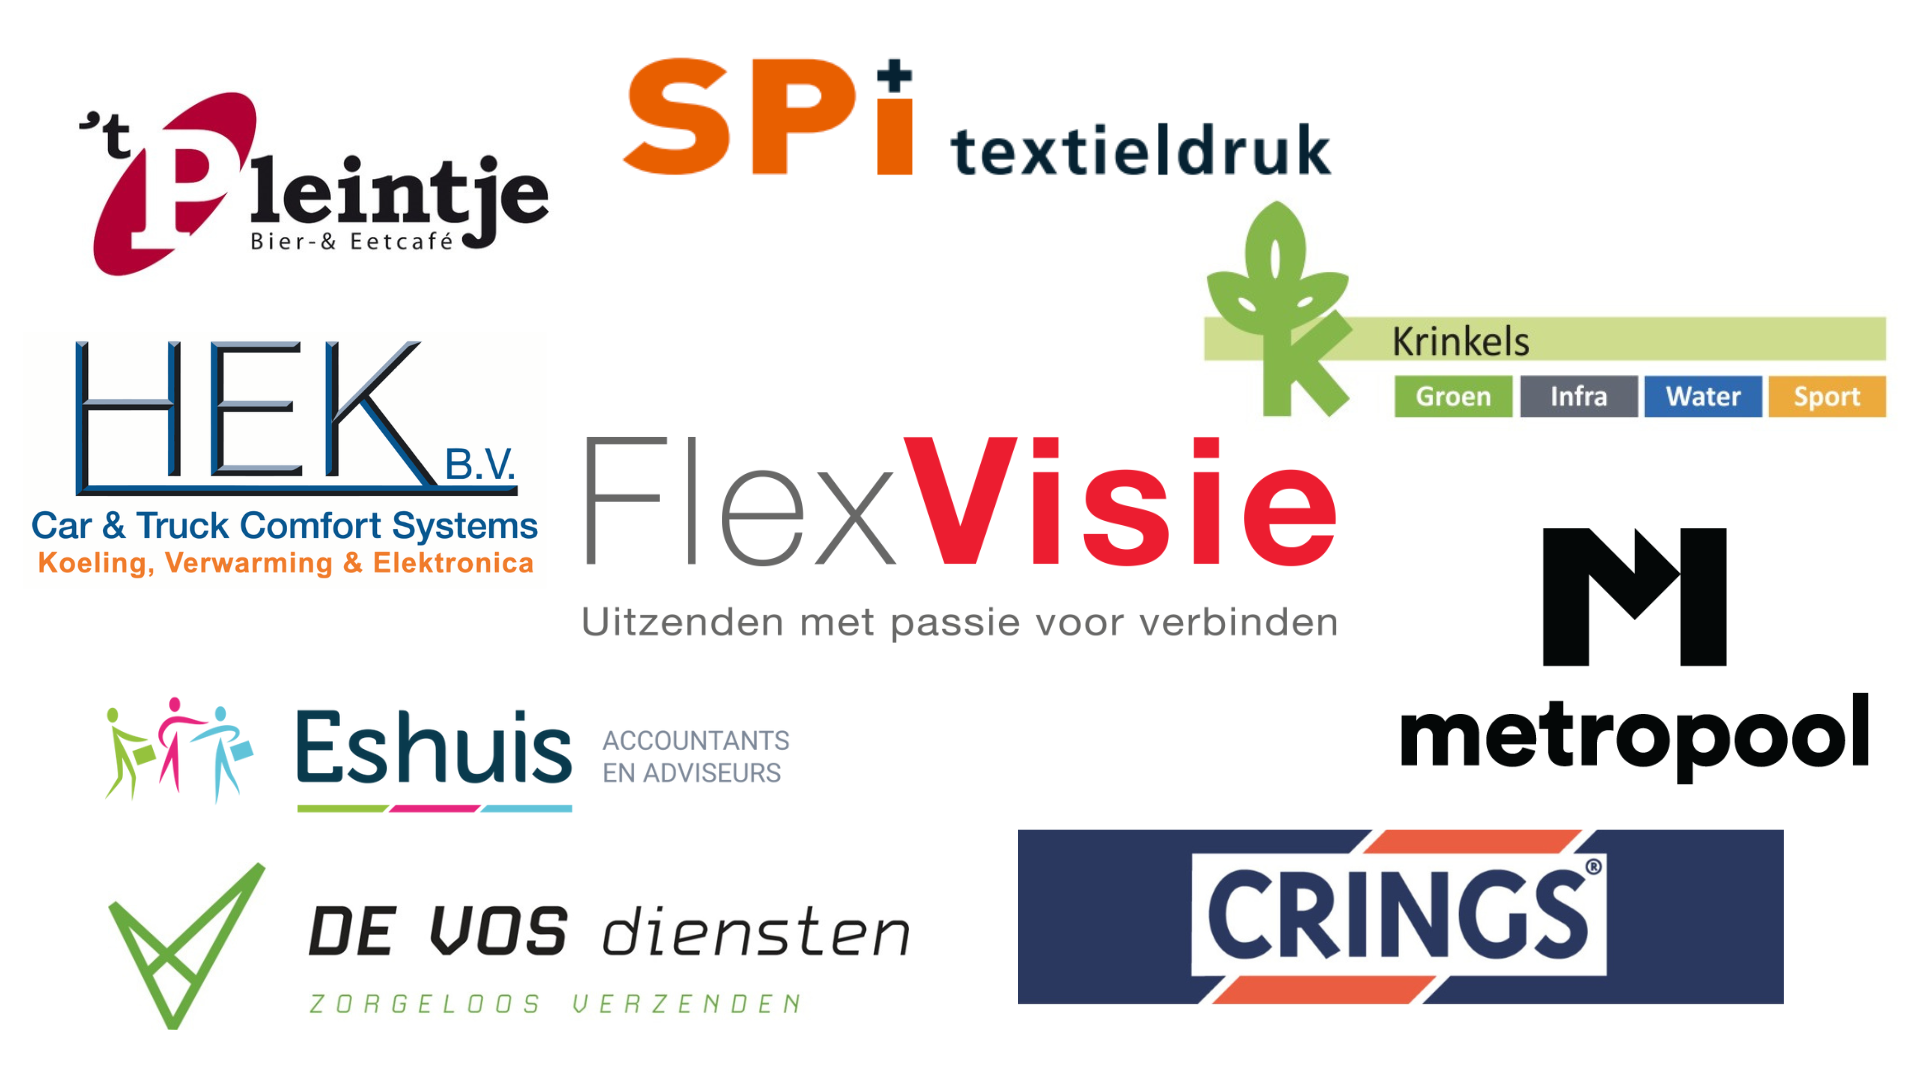 't Pleintje
Bier-& Eetcafé
SPi textieldruk
Krinkels
Groen Infra Water Sport
HEK B.V.
Car & Truck Comfort Systems
Koeling, Verwarming & Elektronica
FlexVisie
Uitzenden met passie voor verbinden
M
metropool
Eshuis
ACCOUNTANTS
EN ADVISEURS
CRINGS®
DE VOS diensten
ZORGELOOS VERZENDEN